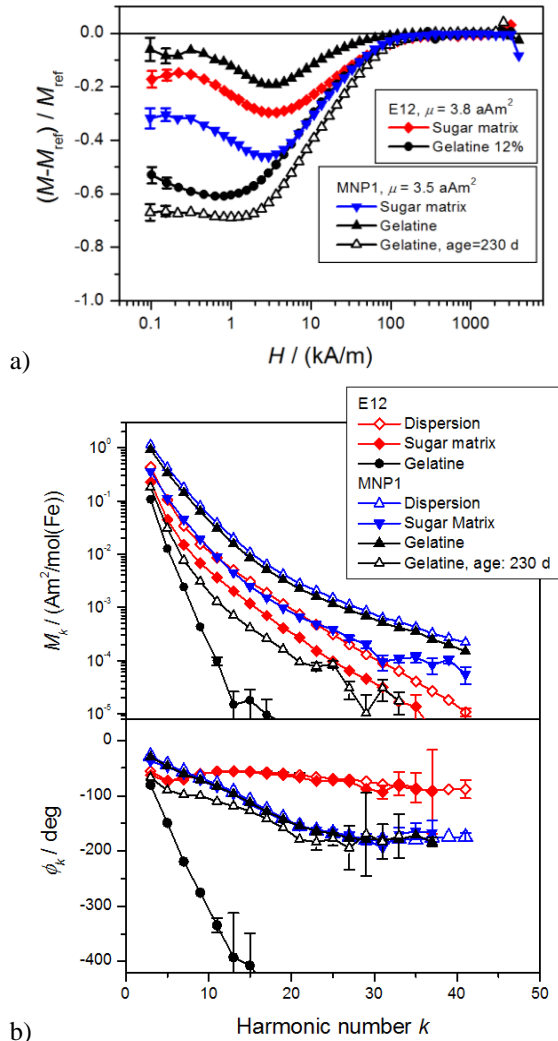 0.0
-0.2
-0.4
-0.6
-0.8
-1.0
(M-M_ref) / M_ref
E12, μ = 3.8 aAm²
Sugar matrix
Gelatine 12%
MNP1, μ = 3.5 aAm²
Sugar matrix
Gelatine
Gelatine, age=230 d
0.1 1 10 100 1000
H / (kA/m)
a)
E12
Dispersion
Sugar matrix
Gelatine
MNP1
Dispersion
Sugar Matrix
Gelatine
Gelatine, age: 230 d
10⁰
10⁻¹
10⁻²
10⁻³
10⁻⁴
10⁻⁵
M_k / (Am²/mol(Fe))
0
-100
-200
-300
-400
ϕ_k / deg
0 10 20 30 40 50
Harmonic number k
b)